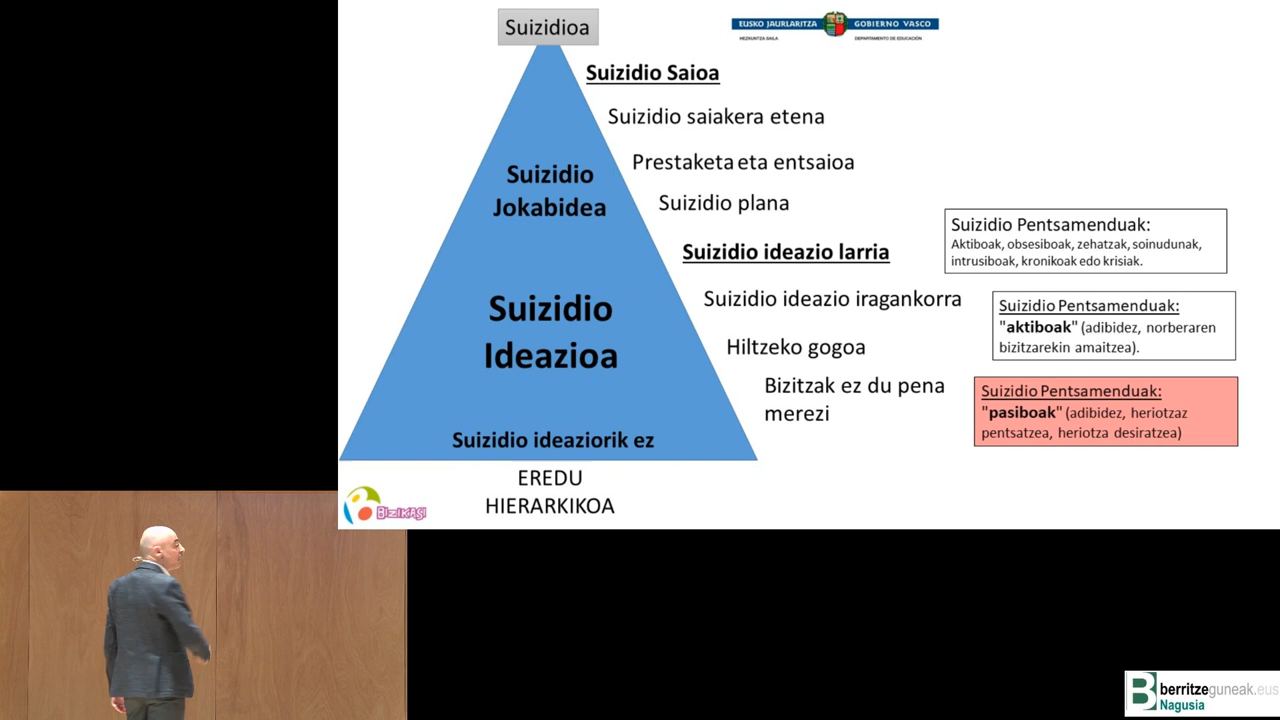 Suizidioa
EUSKO JAURLARITZA
GOBIERNO VASCO
HEZKUNTZA SAILA
DEPARTAMENTO DE EDUCACIÓN
Suizidio Saioa
Suizidio saiakera etena
Prestaketa eta entsaioa
Suizidio plana
Suizidio ideazio larria
Suizidio ideazio iragankorra
Hiltzeko gogoa
Bizitzak ez du pena
merezi
Suizidio
Jokabidea
Suizidio
Ideazioa
Suizidio ideaziorik ez
EREDU
HIERARKIKOA
Suizidio Pentsamenduak:
Aktiboak, obsesiboak, zehatzak, soinudunak,
intrusiboak, kronikoak edo krisiak.
Suizidio Pentsamenduak:
"aktiboak" (adibidez, norberaren
bizitzarekin amaitzea).
Suizidio Pentsamenduak:
"pasiboak" (adibidez, heriotzaz
pentsatzea, heriotza desiratzea)
BIZIKASI
berritzeguneak.eus
Nagusia